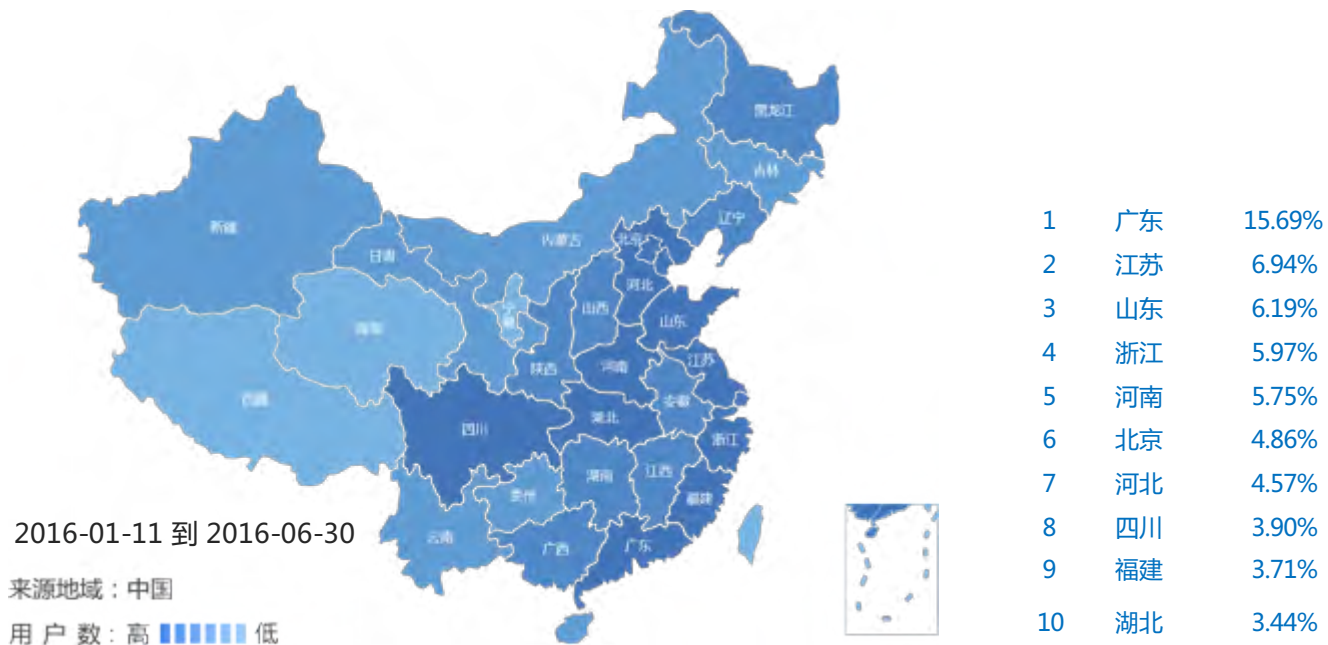 黑龙江
吉林
辽宁
新疆
内蒙古
北京
甘肃
河北
宁夏
山西
青海
山东
江苏
陕西
河南
安徽
西藏
湖北
四川
浙江
江西
湖南
贵州
福建
云南
广西
广东
2016-01-11 到 2016-06-30
来源地域：中国
用 户 数：高 低
1 广东 15.69%
2 江苏 6.94%
3 山东 6.19%
4 浙江 5.97%
5 河南 5.75%
6 北京 4.86%
7 河北 4.57%
8 四川 3.90%
9 福建 3.71%
10 湖北 3.44%